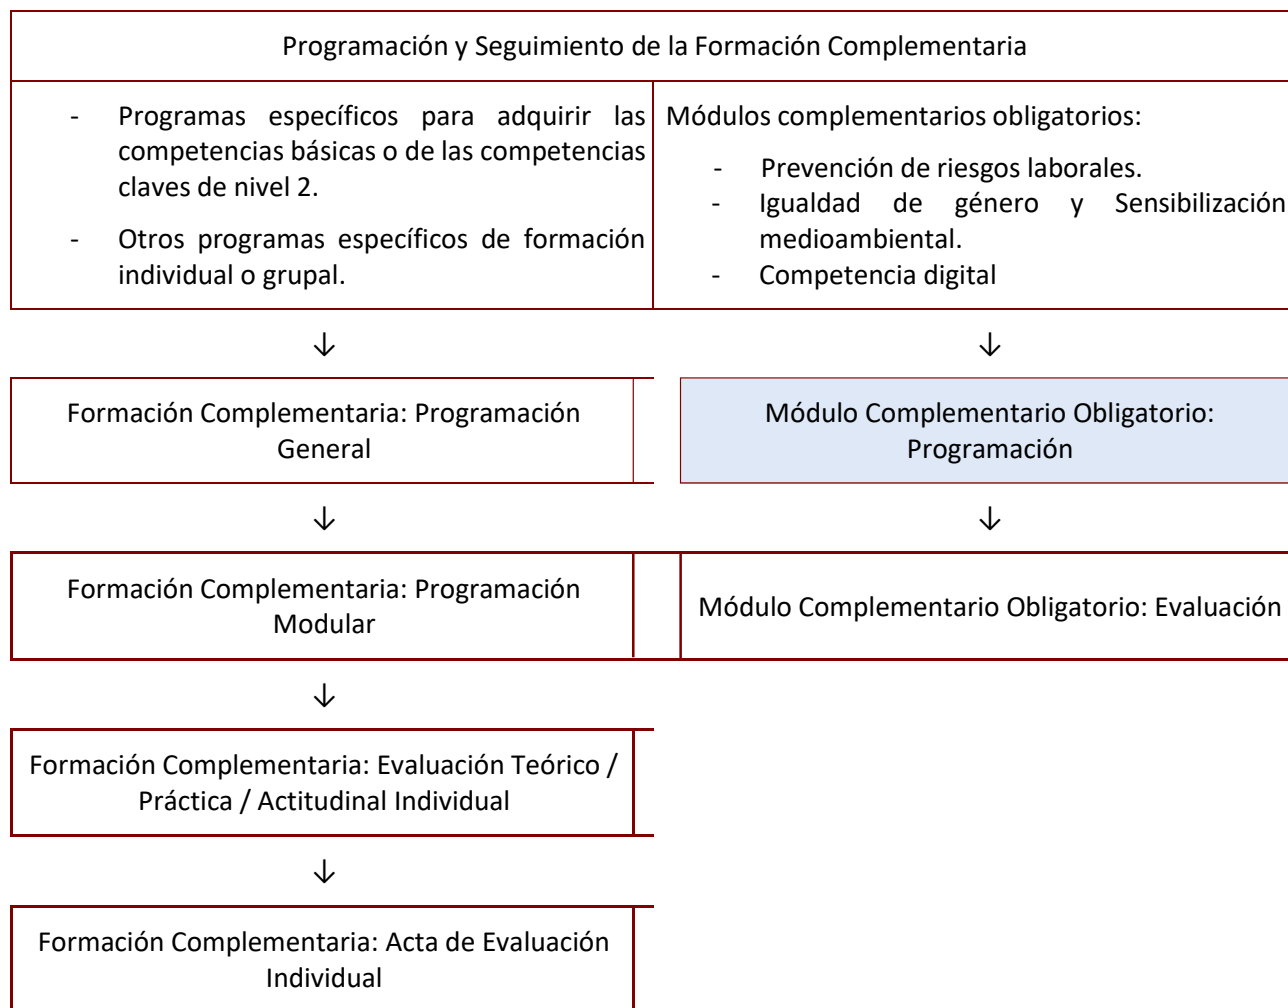 Programación y Seguimiento de la Formación Complementaria
- Programas específicos para adquirir las
competencias básicas o de las competencias
claves de nivel 2.
- Otros programas específicos de formación
individual o grupal.
Módulos complementarios obligatorios:
- Prevención de riesgos laborales.
- Igualdad de género y Sensibilización
medioambiental.
- Competencia digital
↓
↓
Formación Complementaria: Programación
General
Módulo Complementario Obligatorio:
Programación
↓
↓
Formación Complementaria: Programación
Modular
Módulo Complementario Obligatorio: Evaluación
↓
Formación Complementaria: Evaluación Teórico /
Práctica / Actitudinal Individual
↓
Formación Complementaria: Acta de Evaluación
Individual